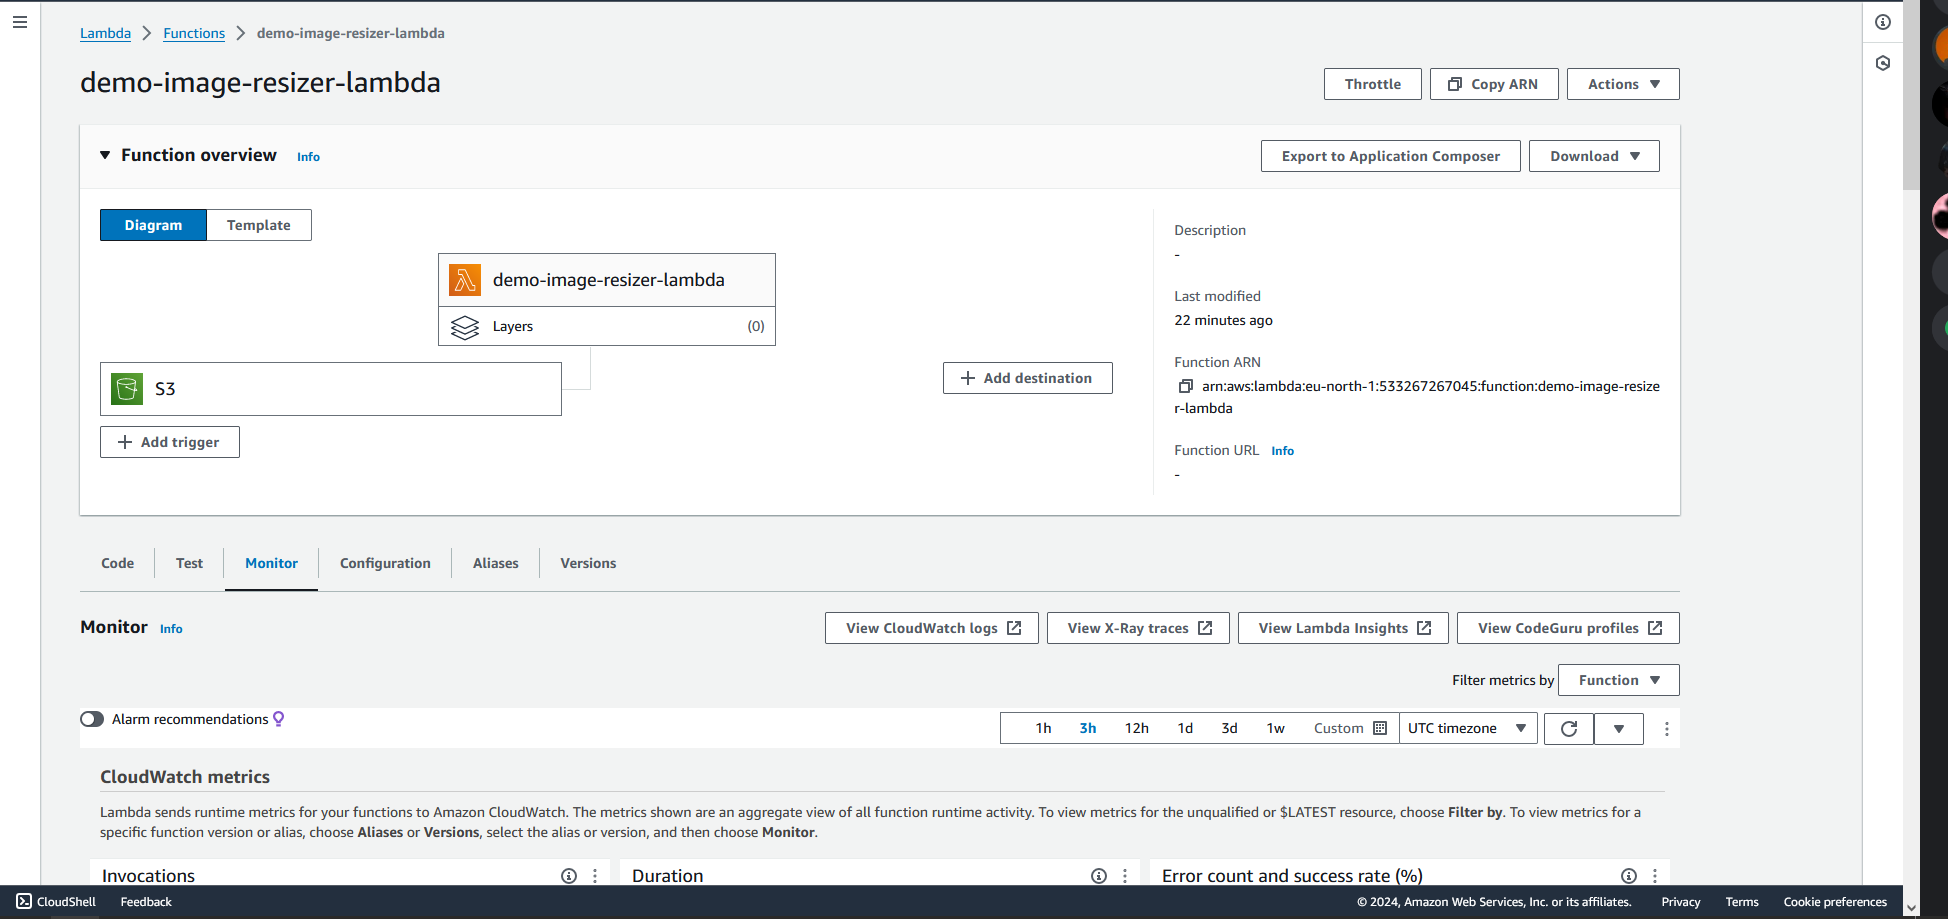 Lambda > Functions > demo-image-resizer-lambda
demo-image-resizer-lambda
Throttle
Copy ARN
Actions
Function overview Info
Export to Application Composer
Download
Diagram
Template
demo-image-resizer-lambda
Layers (0)
S3
+ Add trigger
+ Add destination
Description
-
Last modified
22 minutes ago
Function ARN
arn:aws:lambda:eu-north-1:533267267045:function:demo-image-resize
r-lambda
Function URL Info
-
Code Test Monitor Configuration Aliases Versions
Monitor Info
View CloudWatch logs
View X-Ray traces
View Lambda Insights
View CodeGuru profiles
Filter metrics by Function
Alarm recommendations
1h 3h 12h 1d 3d 1w Custom UTC timezone
CloudWatch metrics
Lambda sends runtime metrics for your functions to Amazon CloudWatch. The metrics shown are an aggregate view of all function runtime activity. To view metrics for the unqualified or $LATEST resource, choose Filter by. To view metrics for a
specific function version or alias, choose Aliases or Versions, select the alias or version, and then choose Monitor.
Invocations
Duration
Error count and success rate (%)
CloudShell Feedback © 2024, Amazon Web Services, Inc. or its affiliates. Privacy Terms Cookie preferences